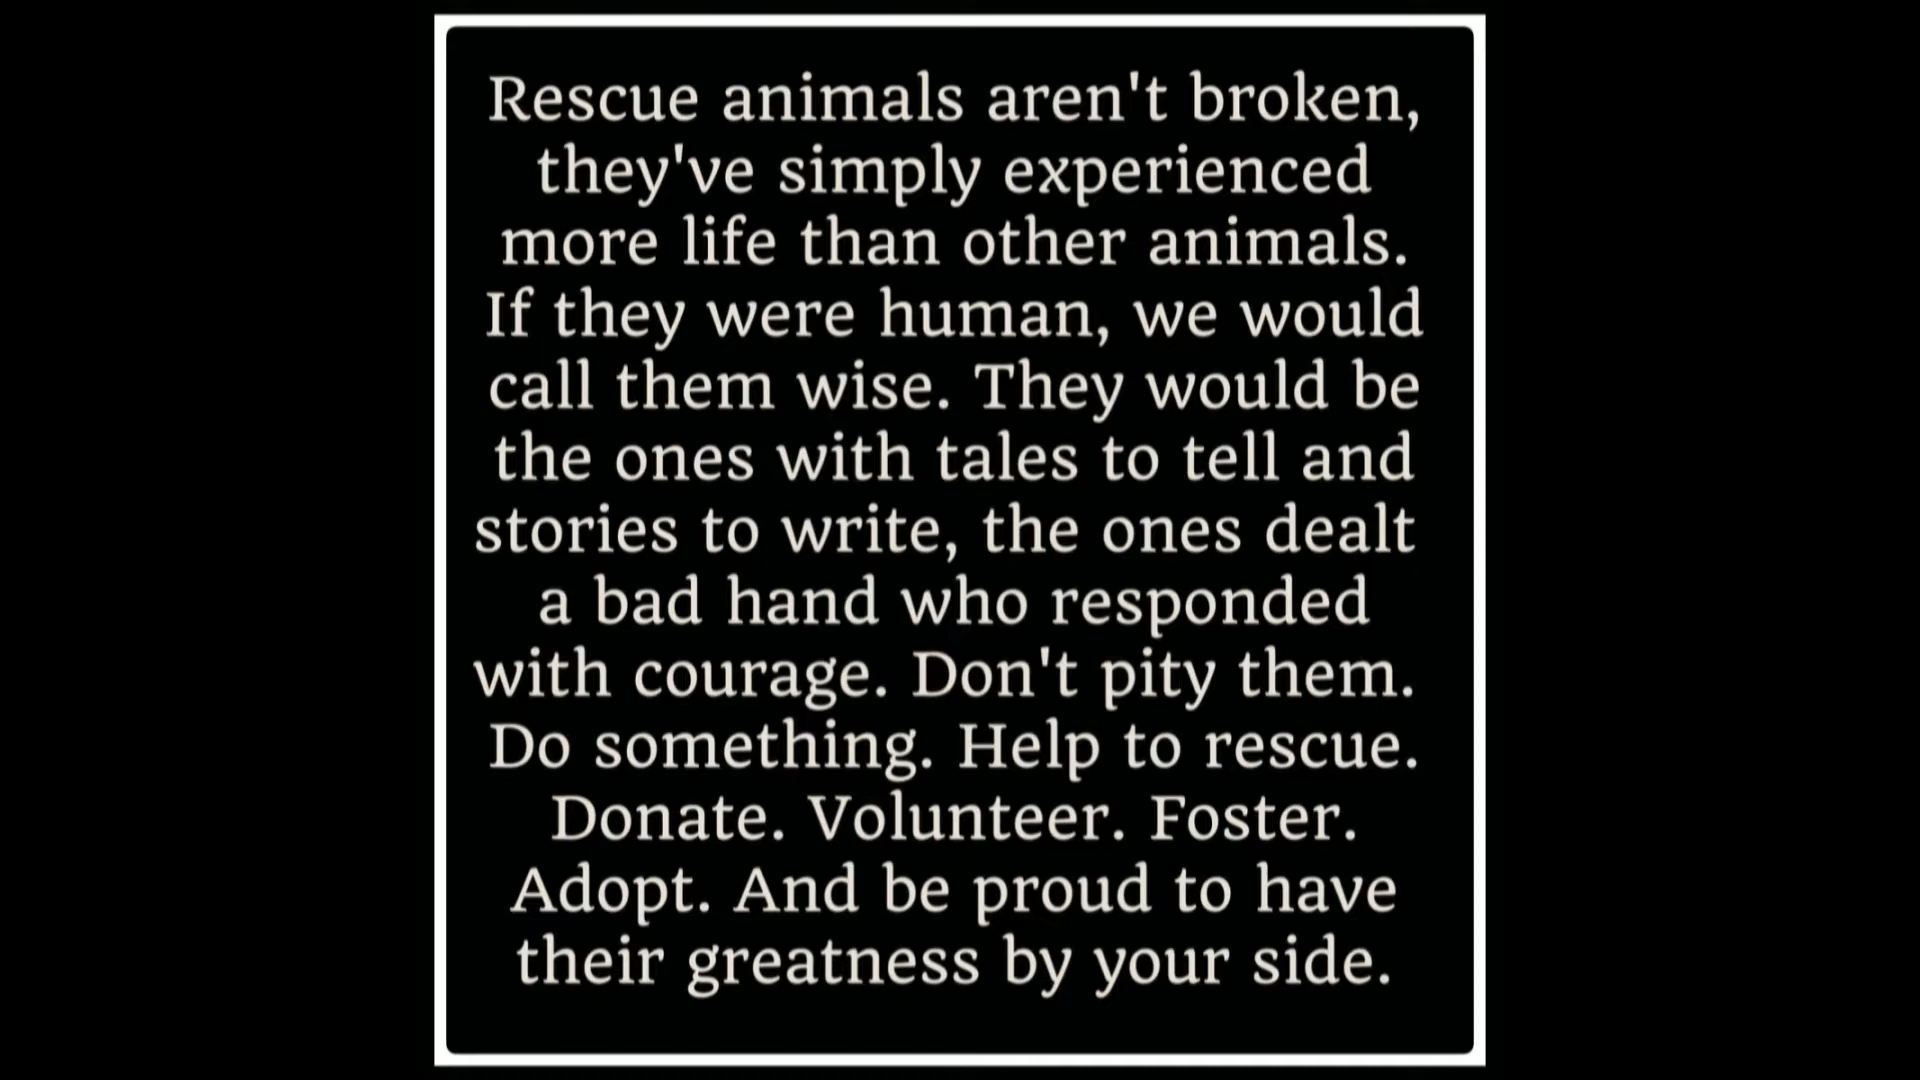 Rescue animals aren't broken,
they've simply experienced
more life than other animals.
If they were human, we would
call them wise. They would be
the ones with tales to tell and
stories to write, the ones dealt
a bad hand who responded
with courage. Don't pity them.
Do something. Help to rescue.
Donate. Volunteer. Foster.
Adopt. And be proud to have
their greatness by your side.